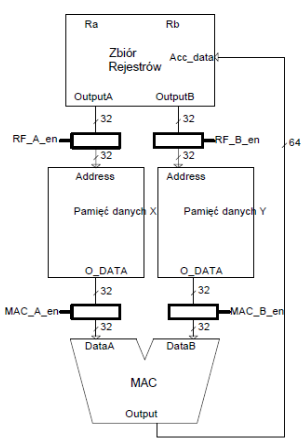 Ra Rb
Zbiór
Rejestrów
Acc_data
OutputA OutputB
32 32
RF_A_en RF_B_en
32 32
64
Address Address
Pamięć danych X Pamięć danych Y
O_DATA O_DATA
32 32
MAC_A_en MAC_B_en
32 32
DataA DataB
MAC
Output